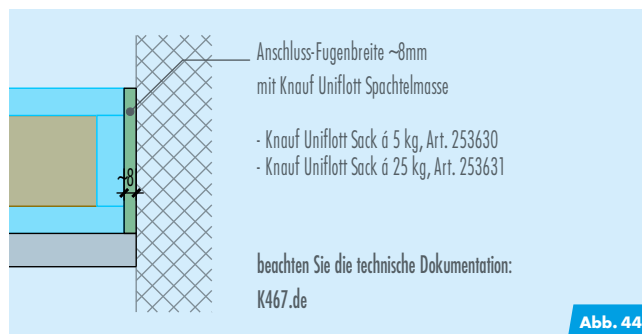 Anschluss-Fugenbreite ~8mm
mit Knauf Uniflott Spachtelmasse
- Knauf Uniflott Sack á 5 kg, Art. 253630
- Knauf Uniflott Sack á 25 kg, Art. 253631
~8
beachten Sie die technische Dokumentation:
K467.de
Abb. 44